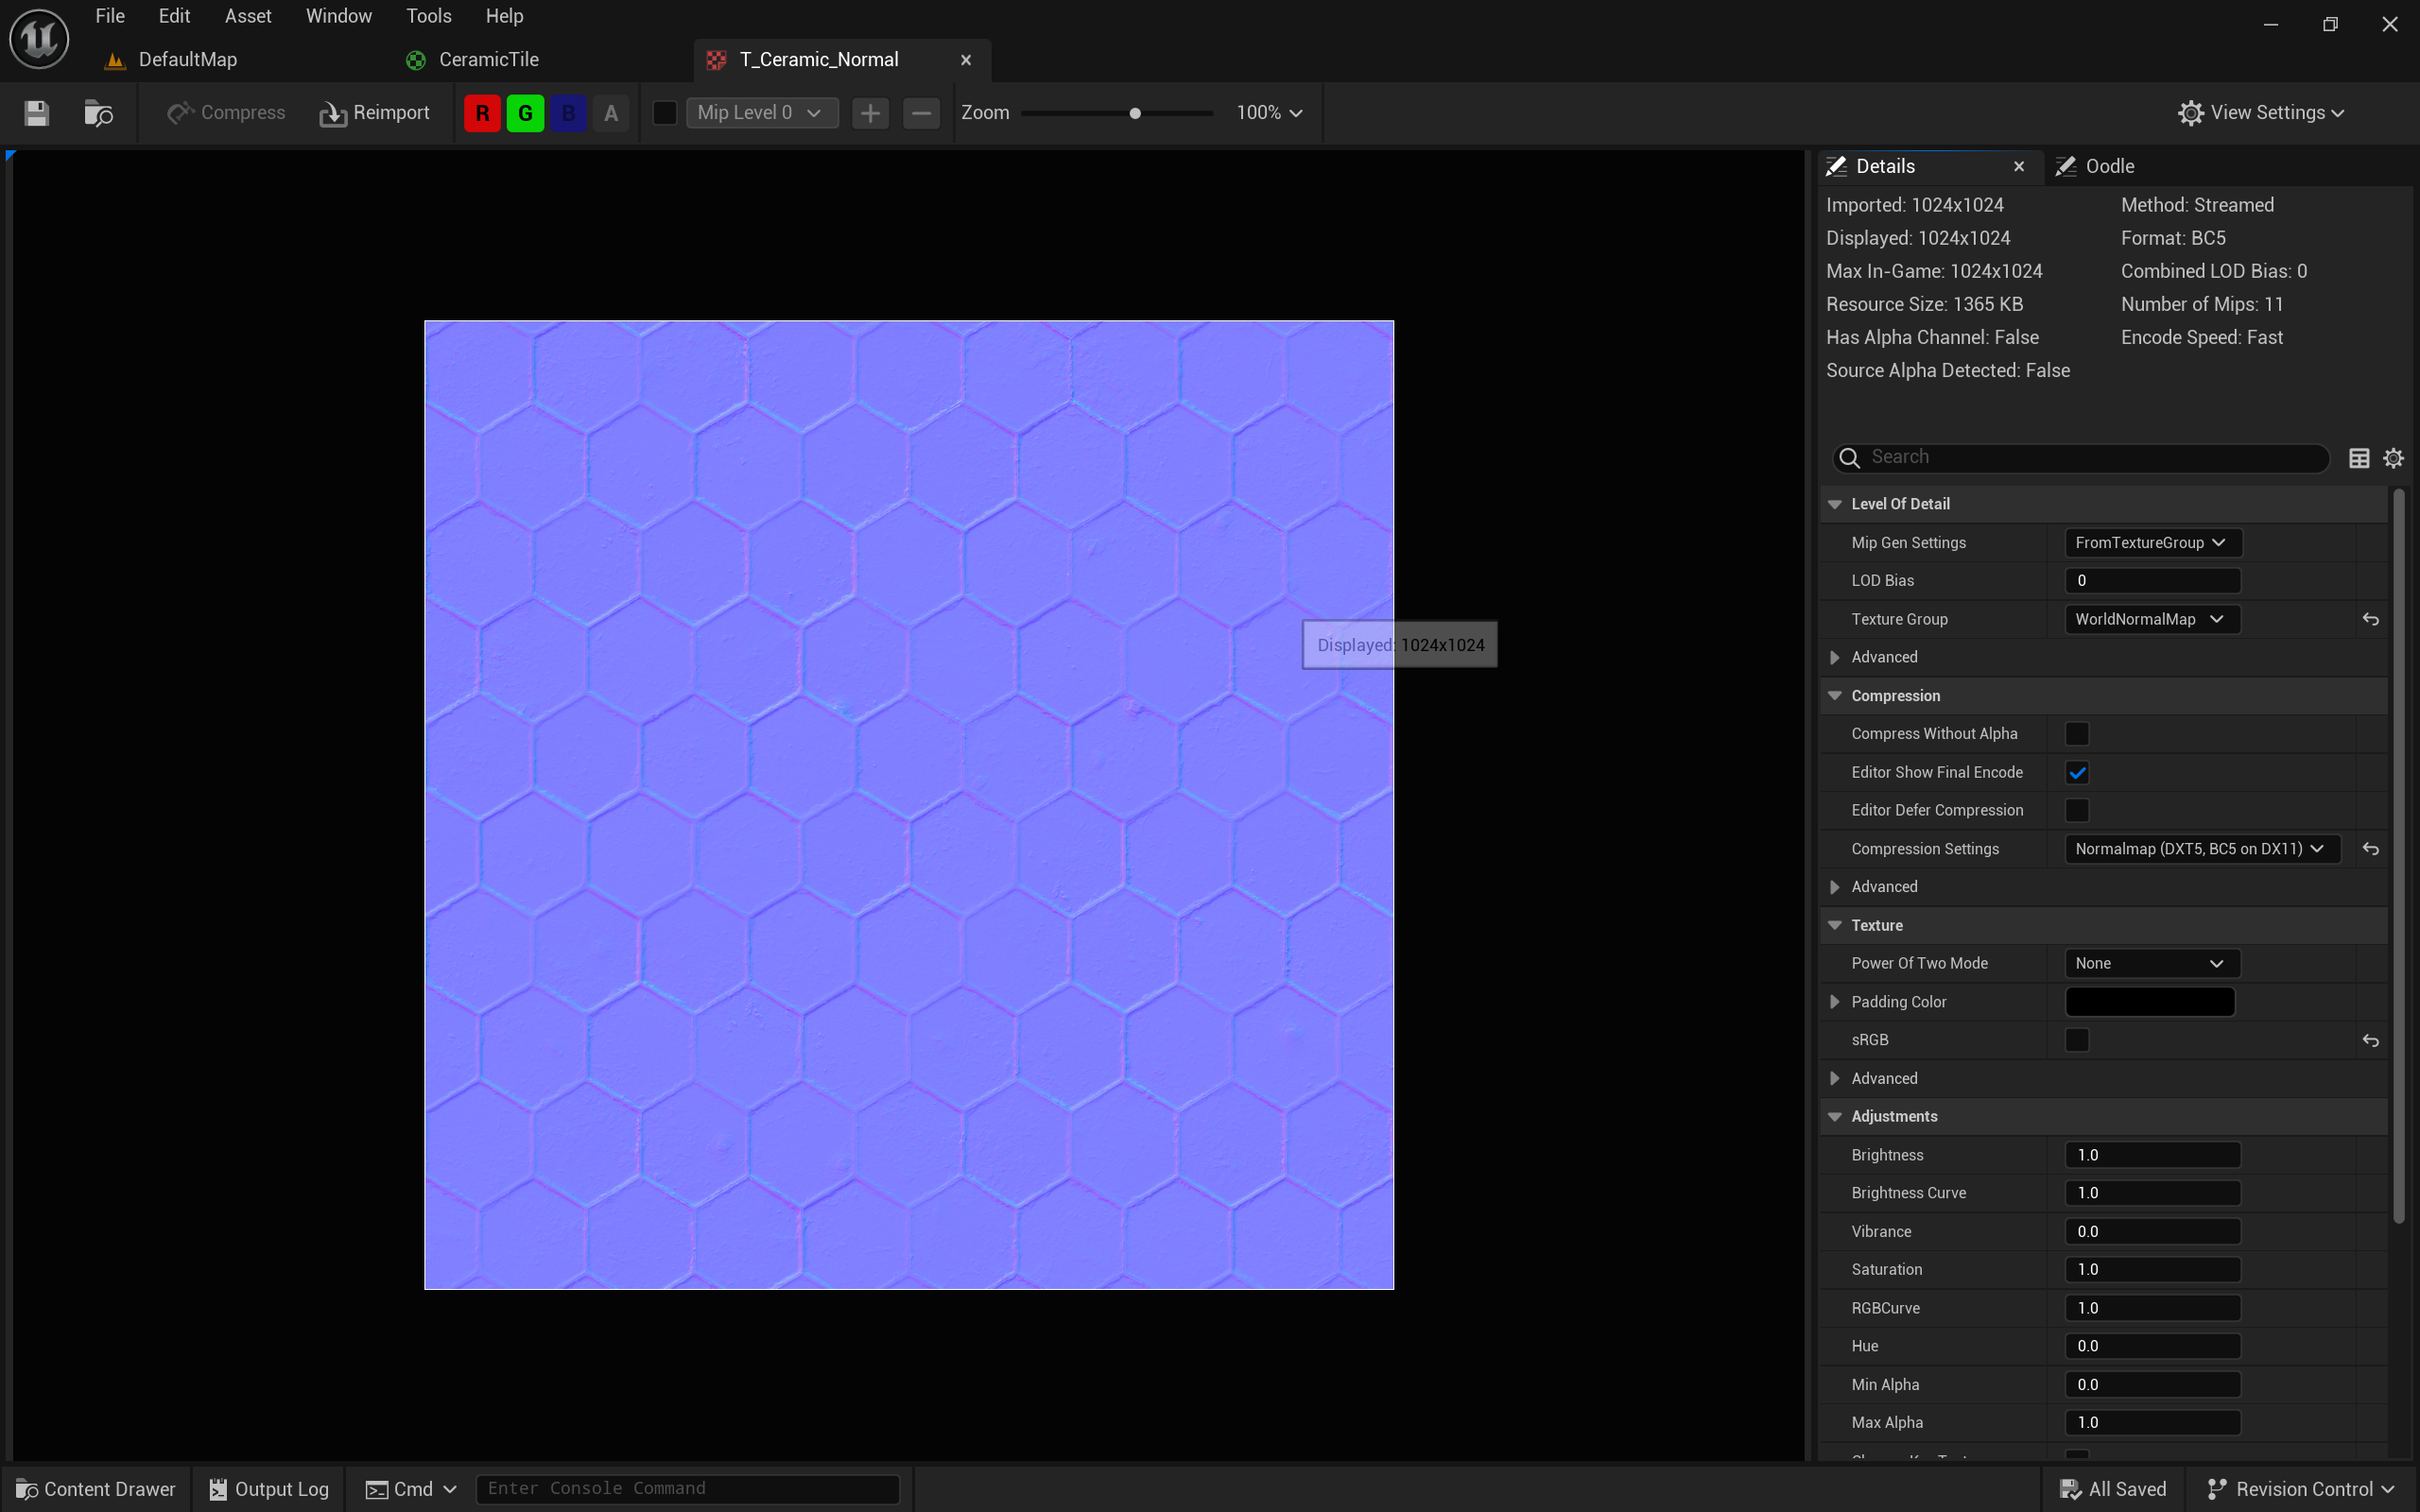 File Edit Asset Window Tools Help
DefaultMap CeramicTile T_Ceramic_Normal
Compress Reimport R G B A Mip Level 0 Zoom 100% View Settings
Details Oodle
Imported: 1024x1024 Method: Streamed
Displayed: 1024x1024 Format: BC5
Max In-Game: 1024x1024 Combined LOD Bias: 0
Resource Size: 1365 KB Number of Mips: 11
Has Alpha Channel: False Encode Speed: Fast
Source Alpha Detected: False
Search
Level Of Detail
Mip Gen Settings FromTextureGroup
LOD Bias 0
Texture Group WorldNormalMap
Displayed: 1024x1024
Advanced
Compression
Compress Without Alpha
Editor Show Final Encode
Editor Defer Compression
Compression Settings Normalmap (DXT5, BC5 on DX11)
Advanced
Texture
Power Of Two Mode None
Padding Color
sRGB
Advanced
Adjustments
Brightness 1.0
Brightness Curve 1.0
Vibrance 0.0
Saturation 1.0
RGBCurve 1.0
Hue 0.0
Min Alpha 0.0
Max Alpha 1.0
Content Drawer Output Log Cmd Enter Console Command All Saved Revision Control